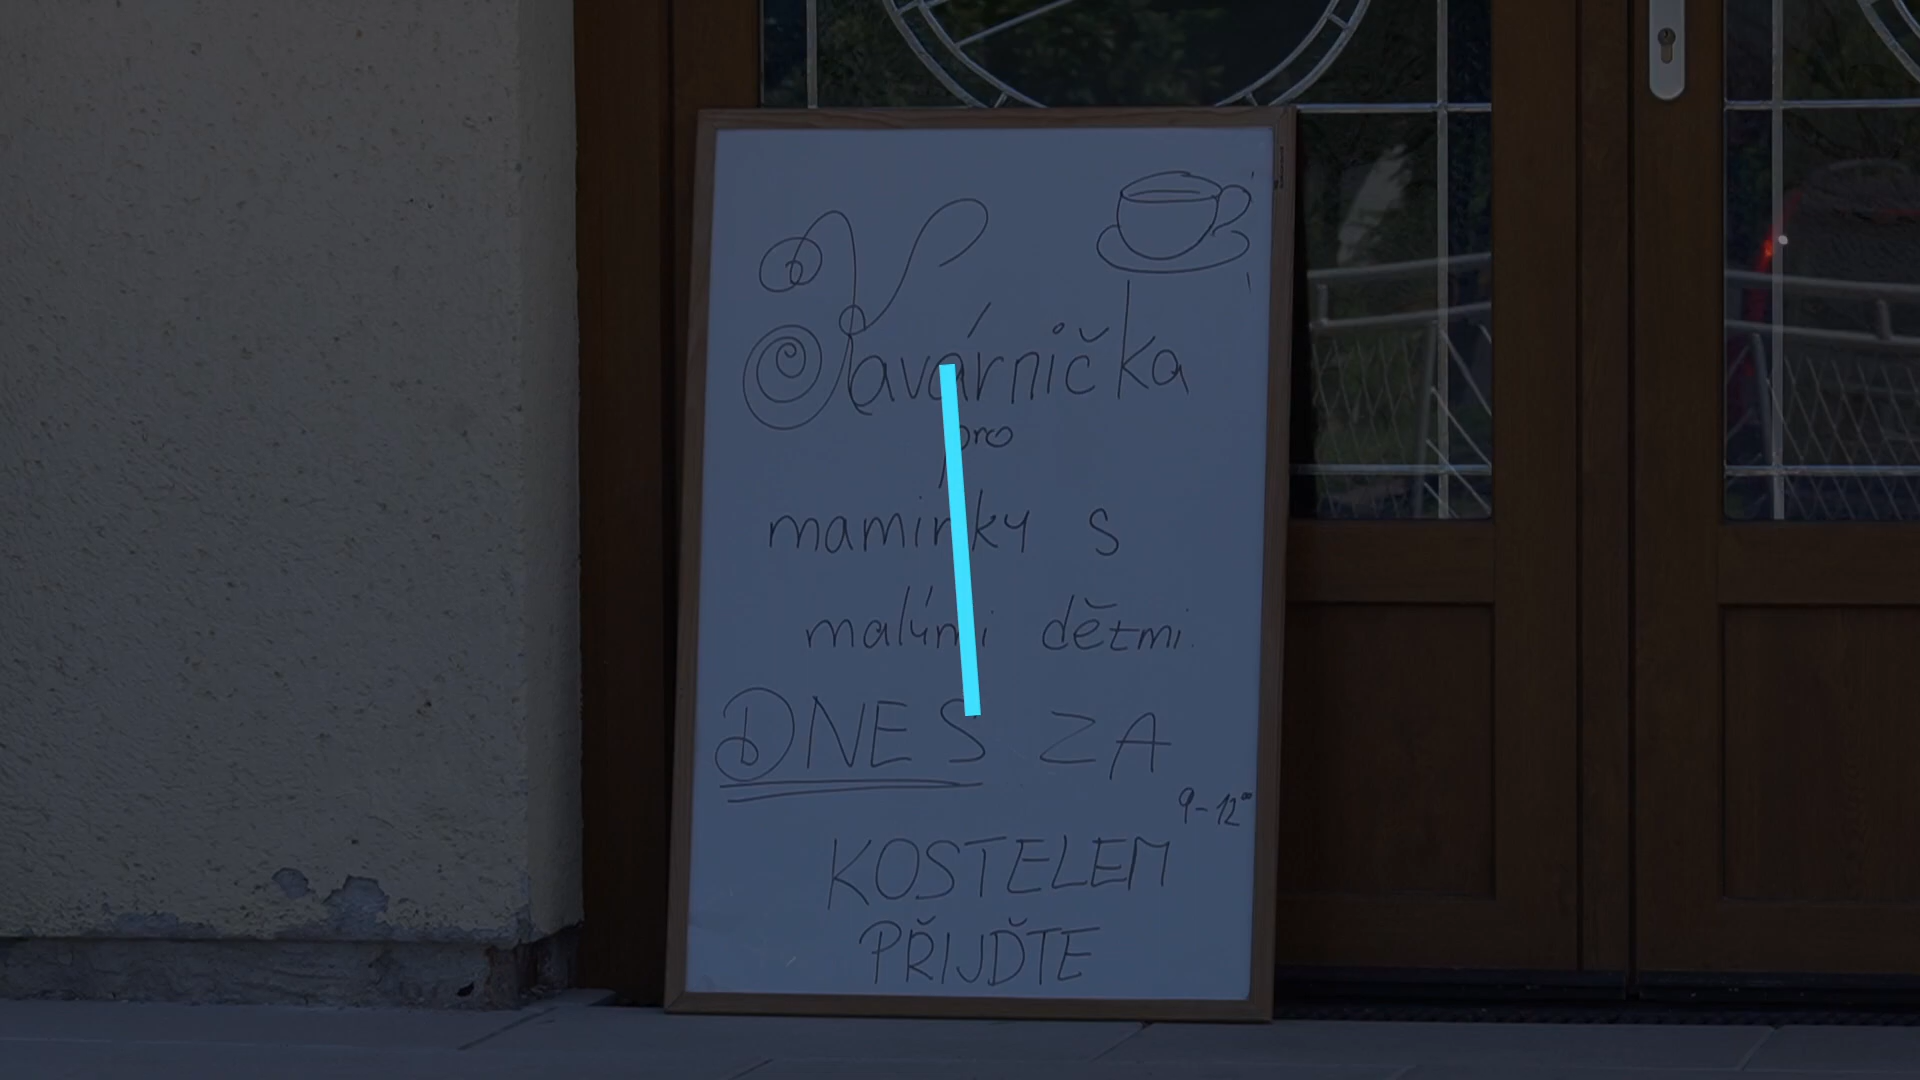 Kavárnička
pro
maminky s
malými dětmi.
DNES ZA
9-12⁰⁰
KOSTELEM
PŘIJĎTE